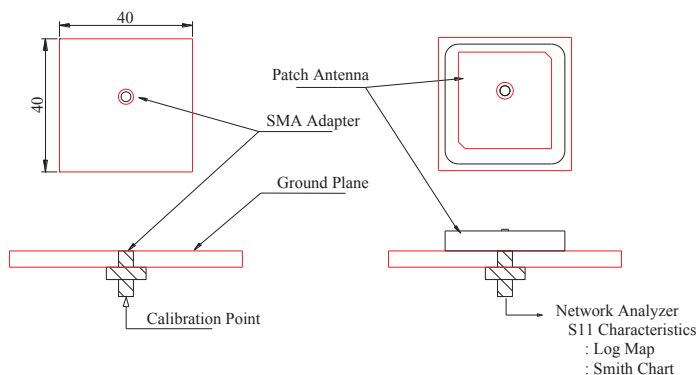 40
40
Patch Antenna
SMA Adapter
Ground Plane
Calibration Point
Network Analyzer
S11 Characteristics
: Log Map
: Smith Chart